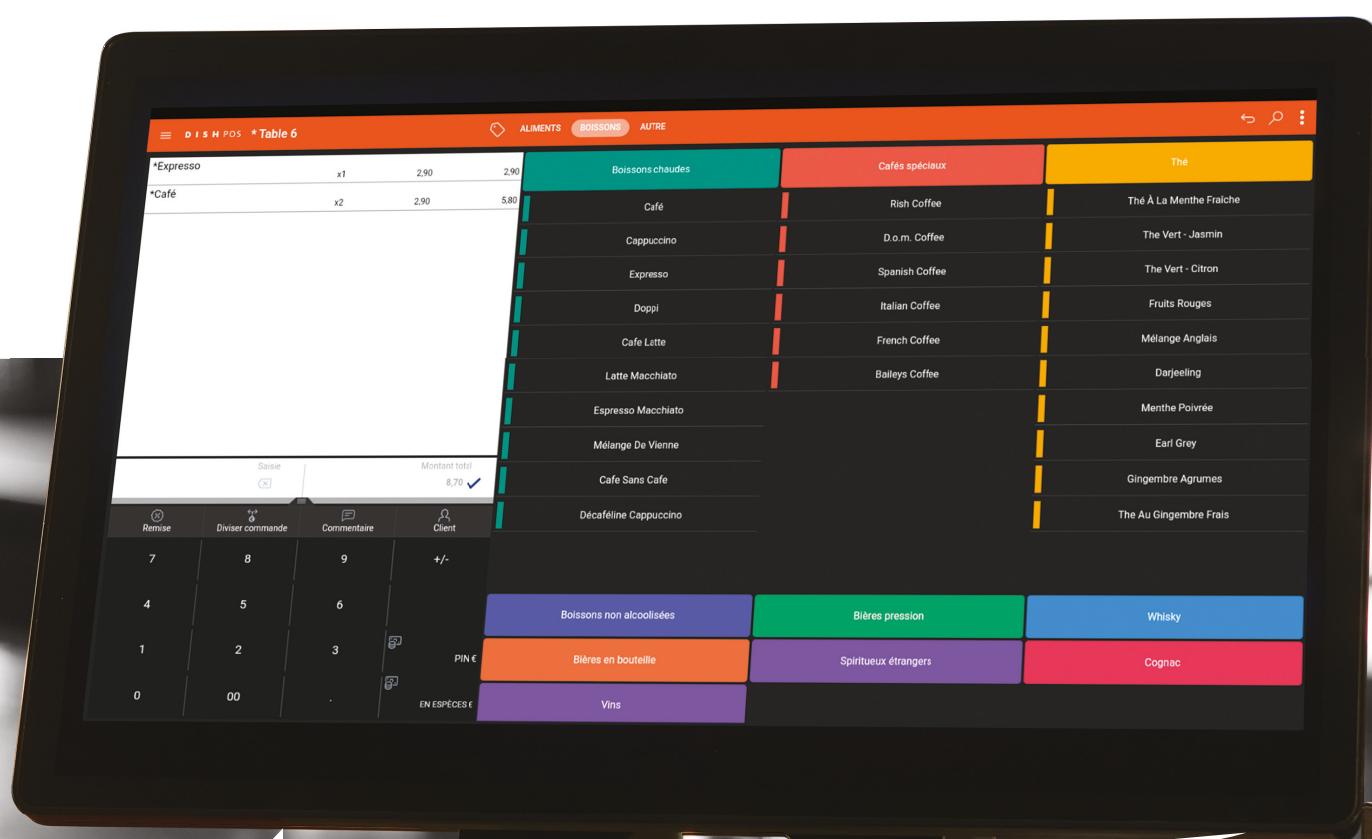 DISH POS * Table 6
ALIMENTS BOISSONS AUTRE
*Expresso x1 2,90 2,90
*Café x2 2,90 5,80
Saisie Montant total
8,70
Remise Diviser commande Commentaire Client
7 8 9 +/-
4 5 6
1 2 3 PIN €
0 00 . EN ESPÈCES €
Boissons chaudes
Café
Cappuccino
Expresso
Doppi
Cafe Latte
Latte Macchiato
Espresso Macchiato
Mélange De Vienne
Cafe Sans Cafe
Décaféline Cappuccino
Cafés spéciaux
Rish Coffee
D.o.m. Coffee
Spanish Coffee
Italian Coffee
French Coffee
Baileys Coffee
Thé
Thé À La Menthe Fraîche
The Vert - Jasmin
The Vert - Citron
Fruits Rouges
Mélange Anglais
Darjeeling
Menthe Poivrée
Earl Grey
Gingembre Agrumes
The Au Gingembre Frais
Boissons non alcoolisées Bières pression Whisky
Bières en bouteille Spiritueux étrangers Cognac
Vins